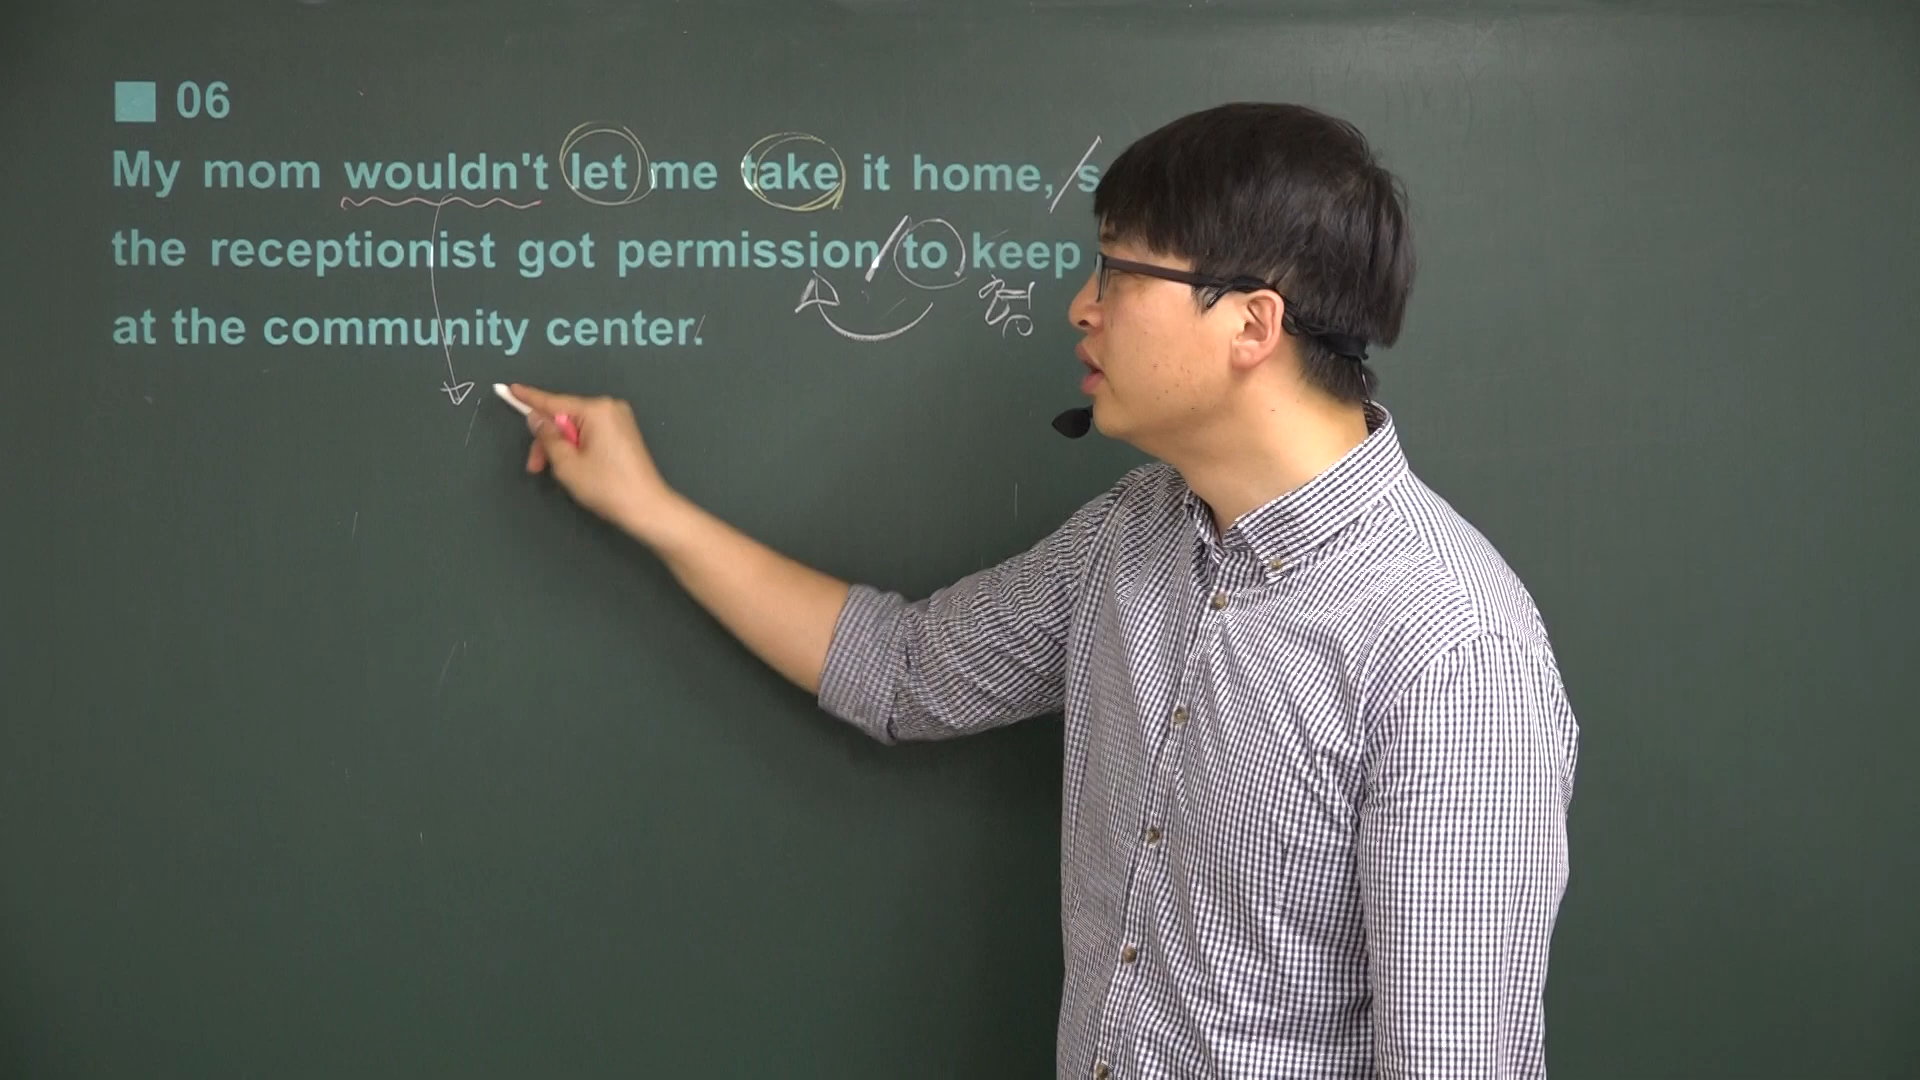 06
My mom wouldn't let me take it home, s
the receptionist got permission to keep
형
at the community center.